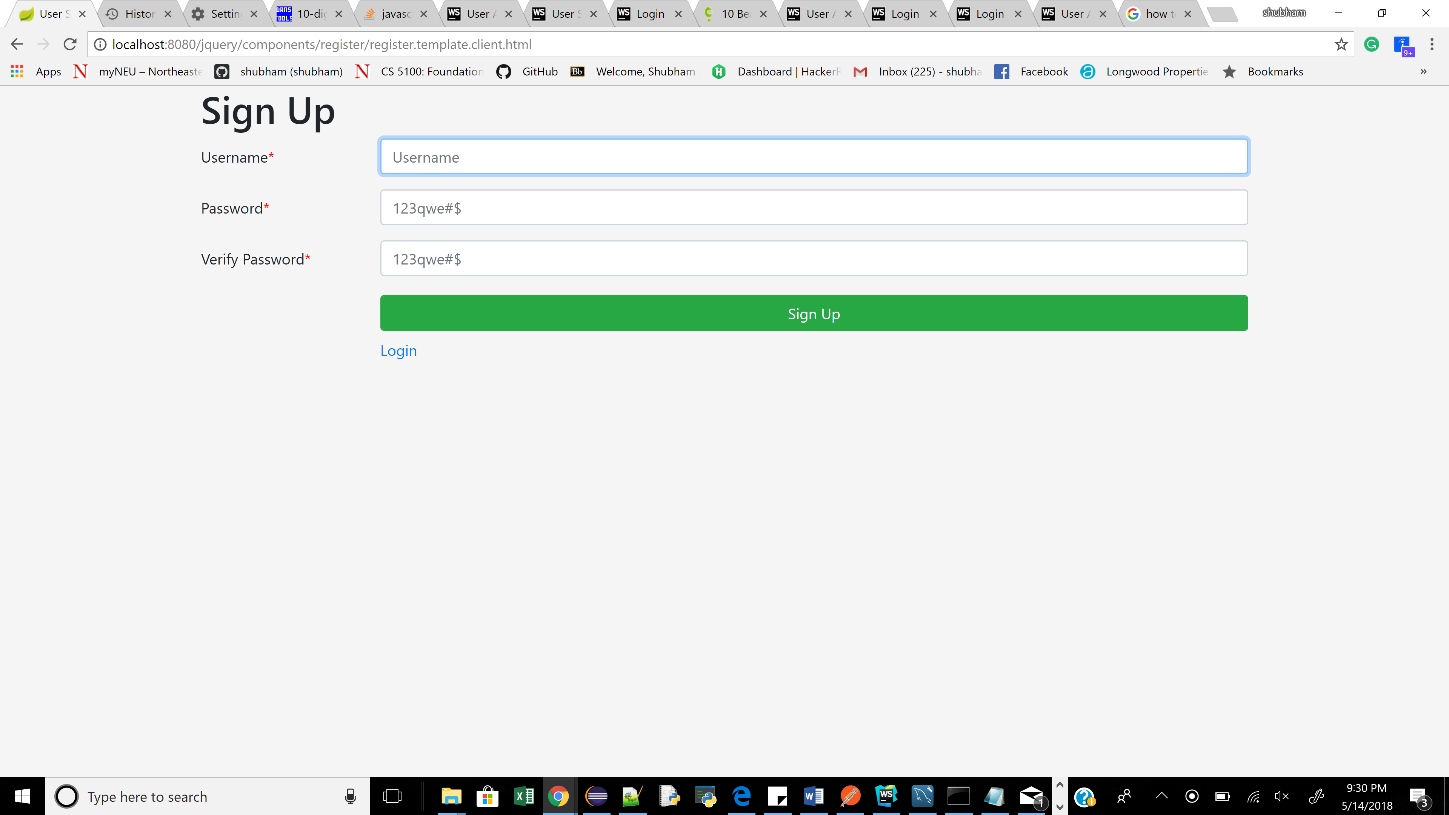 User S
Histor
Settin
10-dig
javasc
User A
User S
Login
10 Be
User A
Login
Login
User A
how t
shubham
localhost:8080/jquery/components/register/register.template.client.html
Apps
myNEU – Northeaste
shubham (shubham)
CS 5100: Foundation
GitHub
Bb Welcome, Shubham
Dashboard | HackerR
Inbox (225) - shubha
Facebook
Longwood Propertie
Bookmarks
»
Sign Up
Username*
Username
Password*
123qwe#$
Verify Password*
123qwe#$
Sign Up
Login
Type here to search
9:30 PM
5/14/2018